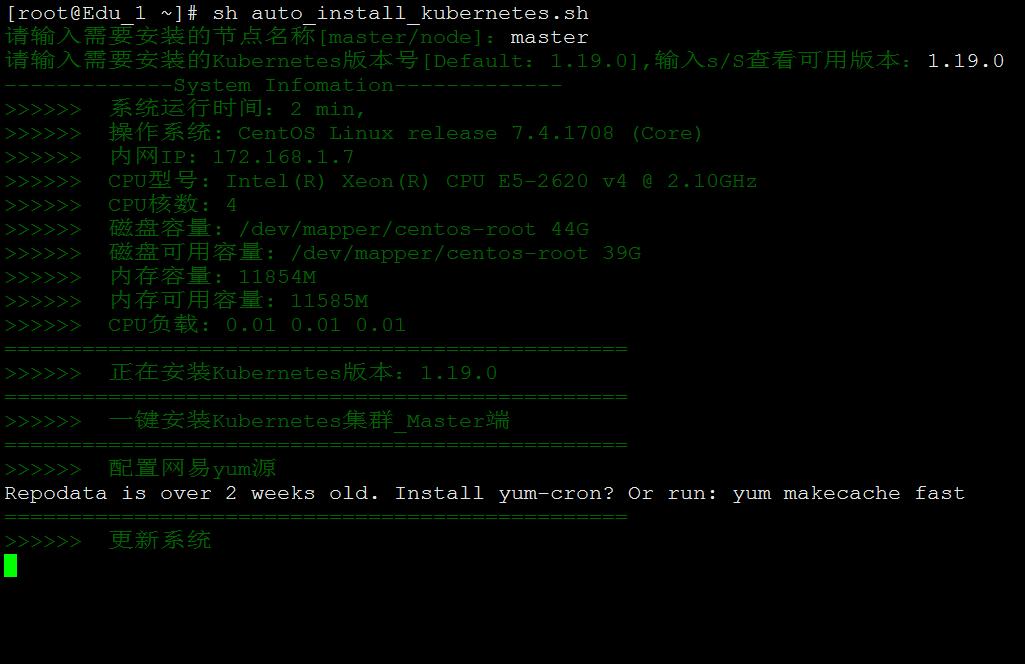 [root@Edu_1 ~]# sh auto_install_kubernetes.sh
请输入需要安装的节点名称[master/node]: master
请输入需要安装的Kubernetes版本号[Default: 1.19.0],输入s/S查看可用版本: 1.19.0
-------------System Infomation-------------
>>>>>> 系统运行时间: 2 min,
>>>>>> 操作系统: CentOS Linux release 7.4.1708 (Core)
>>>>>> 内网IP: 172.168.1.7
>>>>>> CPU型号: Intel(R) Xeon(R) CPU E5-2620 v4 @ 2.10GHz
>>>>>> CPU核数: 4
>>>>>> 磁盘容量: /dev/mapper/centos-root 44G
>>>>>> 磁盘可用容量: /dev/mapper/centos-root 39G
>>>>>> 内存容量: 11854M
>>>>>> 内存可用容量: 11585M
>>>>>> CPU负载: 0.01 0.01 0.01
================================================
>>>>>> 正在安装Kubernetes版本: 1.19.0
================================================
>>>>>> 一键安装Kubernetes集群_Master端
================================================
>>>>>> 配置网易yum源
Repodata is over 2 weeks old. Install yum-cron? Or run: yum makecache fast
================================================
>>>>>> 更新系统